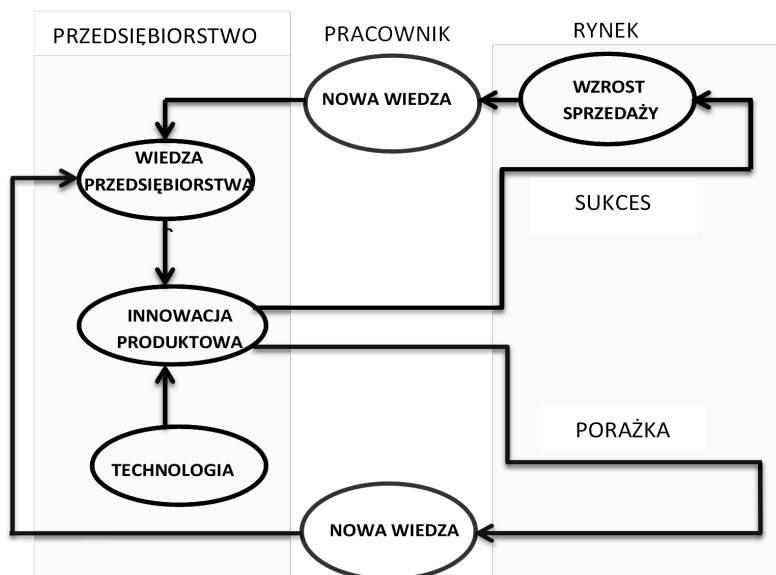 PRZEDSIĘBIORSTWO
PRACOWNIK
RYNEK
NOWA WIEDZA
WZROST
SPRZEDAŻY
WIEDZA
PRZEDSIĘBIORSTWA
SUKCES
INNOWACJA
PRODUKTOWA
PORAŻKA
TECHNOLOGIA
NOWA WIEDZA